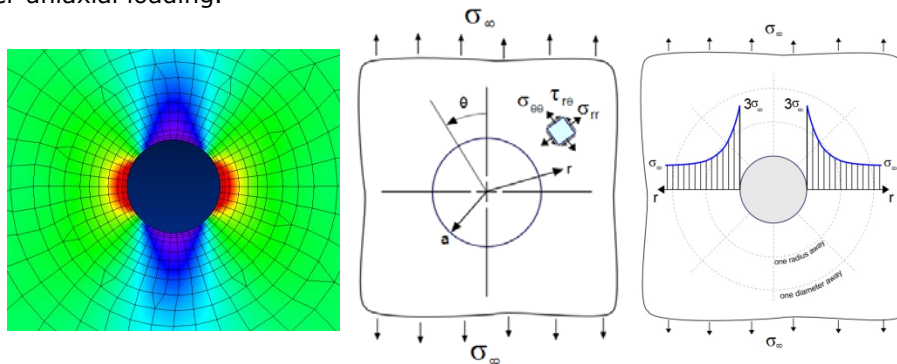 er uniaxial loading.
σ∞
θ
σθθ
τrθ
σrr
r
a
σ∞
σ∞
3σ∞
3σ∞
σ∞
σ∞
r
r
one radius away
one diameter away
σ∞